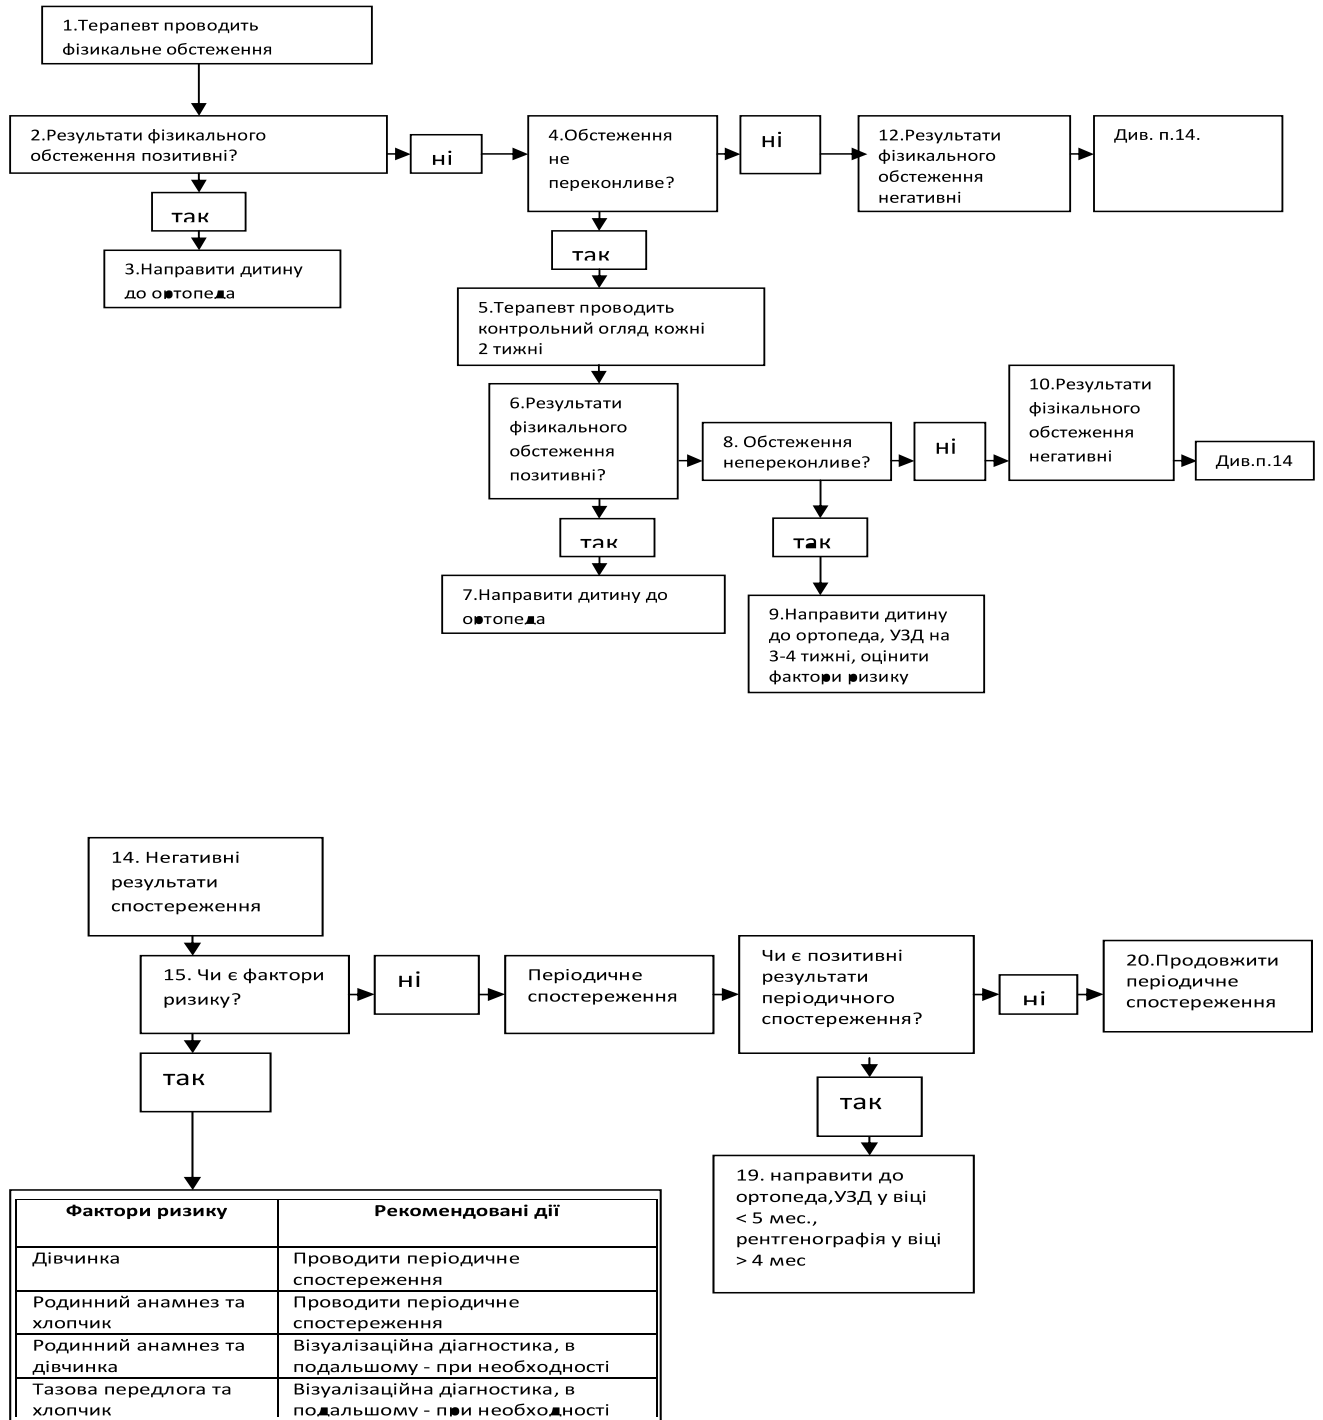 1.Терапевт проводить
фізикальне обстеження
2.Результати фізикального
обстеження позитивні?
ні
4.Обстеження
не
переконливе?
ні
12.Результати
фізикального
обстеження
негативні
Див. п.14.
так
3.Направити дитину
до ортопеда
так
5.Терапевт проводить
контрольний огляд кожні
2 тижні
6.Результати
фізикального
обстеження
позитивні?
8. Обстеження
непереконливе?
ні
10.Результати
фізікального
обстеження
негативні
Див.п.14
так
7.Направити дитину до
ортопеда
так
9.Направити дитину
до ортопеда, УЗД на
3-4 тижні, оцінити
фактори ризику
14. Негативні
результати
спостереження
15. Чи є фактори
ризику?
ні
Періодичне
спостереження
Чи є позитивні
результати
періодичного
спостереження?
ні
20.Продовжити
періодичне
спостереження
так
так
19. направити до
ортопеда,УЗД у віці
< 5 мес.,
рентгенографія у віці
> 4 мес
Фактори ризику
Рекомендовані дії
Дівчинка
Проводити періодичне
спостереження
Родинний анамнез та
хлопчик
Проводити періодичне
спостереження
Родинний анамнез та
дівчинка
Візуалізаційна діагностика, в
подальшому - при необхідності
Тазова передлога та
хлопчик
Візуалізаційна діагностика, в
подальшому - при необхідності